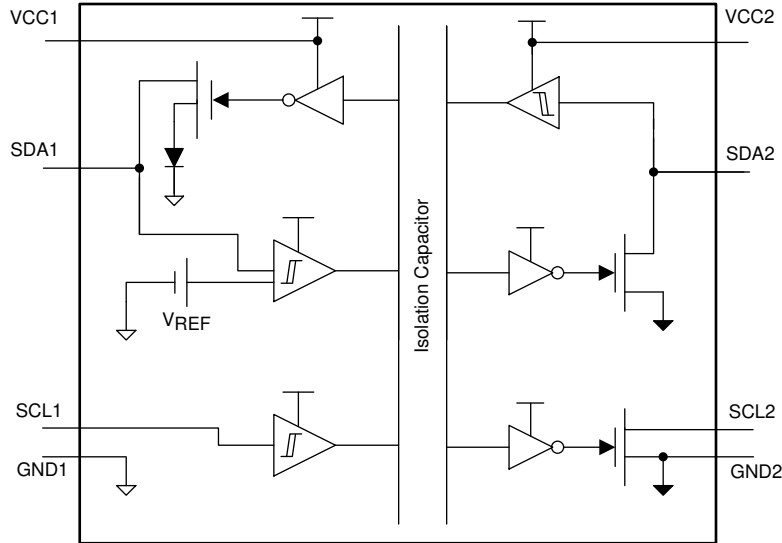 VCC1
VCC2
SDA1
SDA2
Isolation Capacitor
VREF
SCL1
SCL2
GND1
GND2